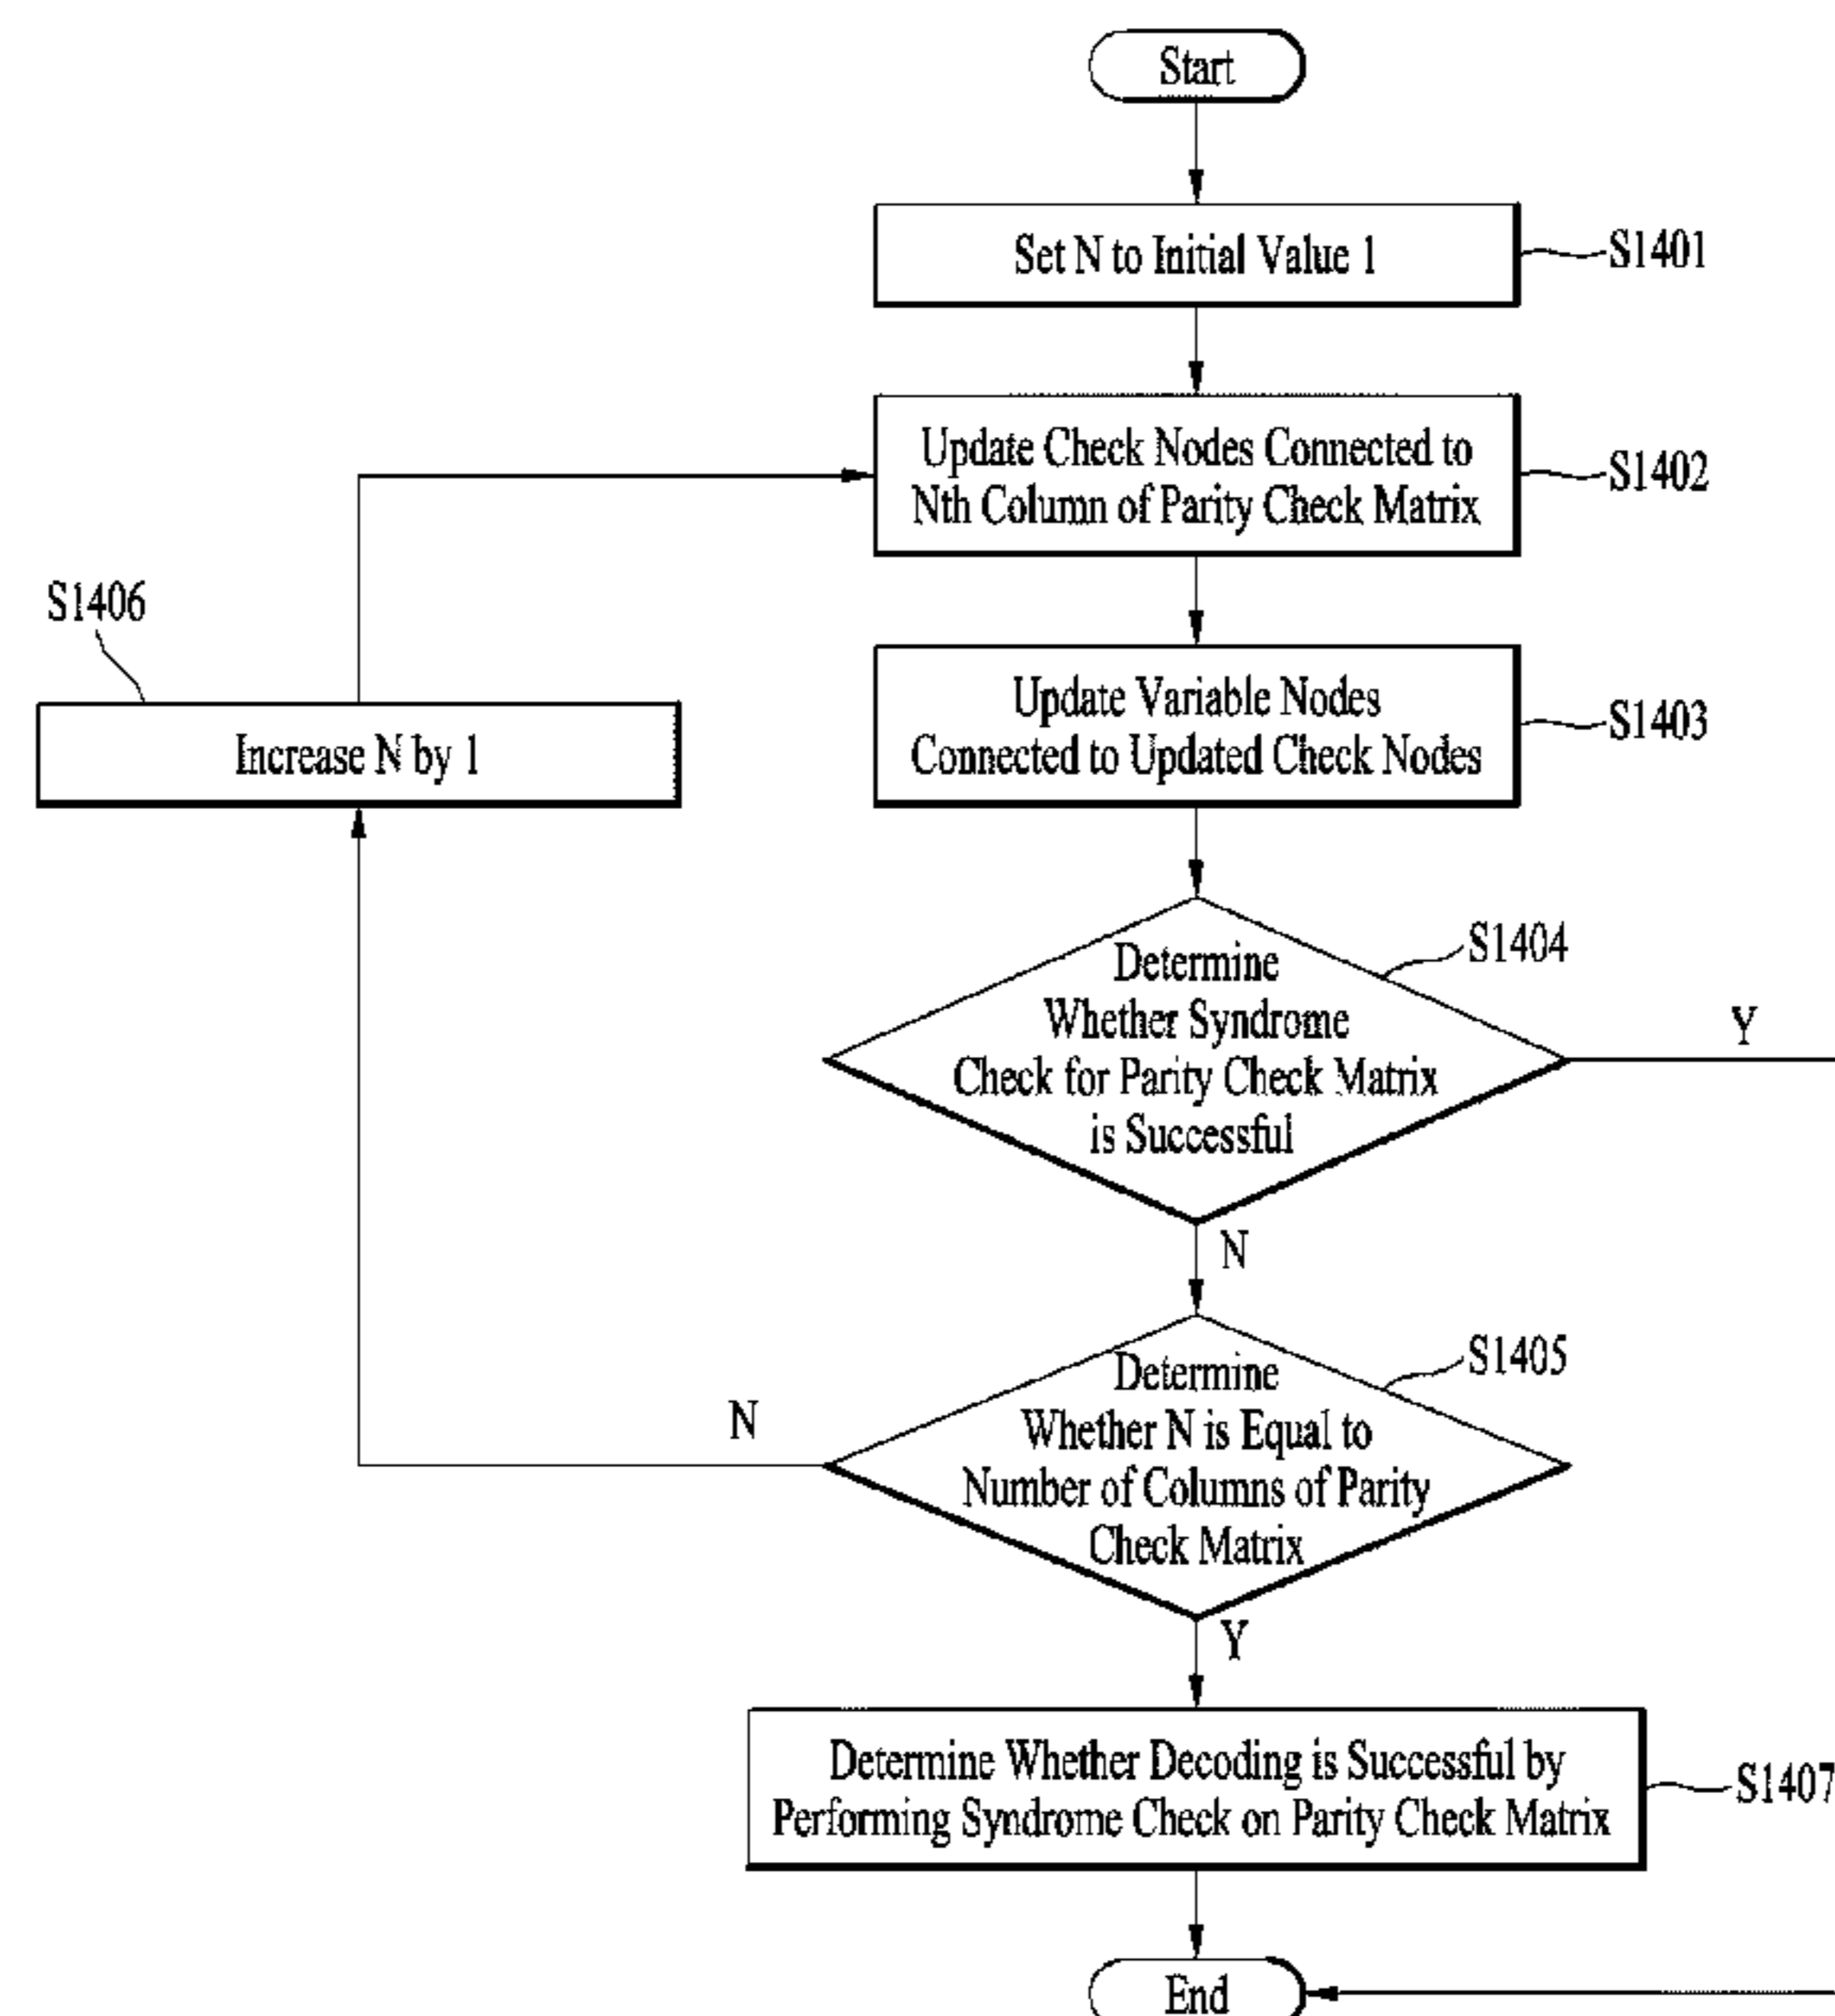 Start
Set N to Initial Value 1
S1401
Update Check Nodes Connected to
Nth Column of Parity Check Matrix
S1402
S1406
Increase N by 1
Update Variable Nodes
Connected to Updated Check Nodes
S1403
Determine
Whether Syndrome
Check for Parity Check Matrix
is Successful
S1404
Y
N
Determine
Whether N is Equal to
Number of Columns of Parity
Check Matrix
S1405
N
Y
Determine Whether Decoding is Successful by
Performing Syndrome Check on Parity Check Matrix
S1407
End